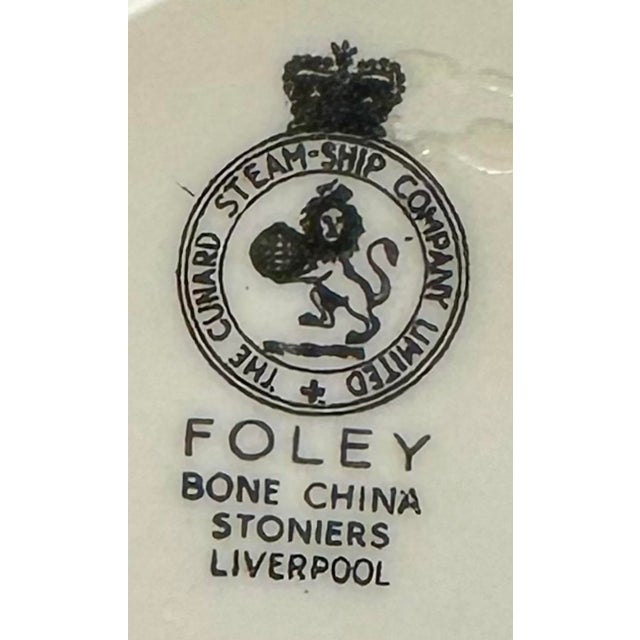 THE CUNARD STEAM-SHIP COMPANY LIMITED
FOLEY
BONE CHINA
STONIERS
LIVERPOOL